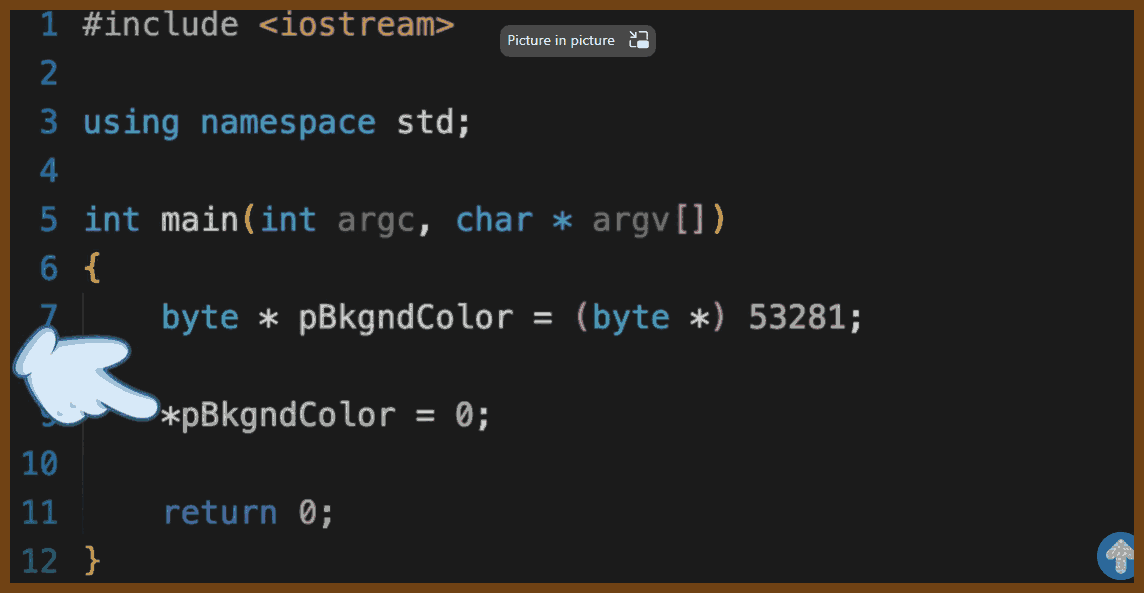 1 #include <iostream>
Picture in picture
2
3 using namespace std;
4
5 int main(int argc, char * argv[])
6 {
7 byte * pBkgndColor = (byte *) 53281;
9 *pBkgndColor = 0;
10
11 return 0;
12 }